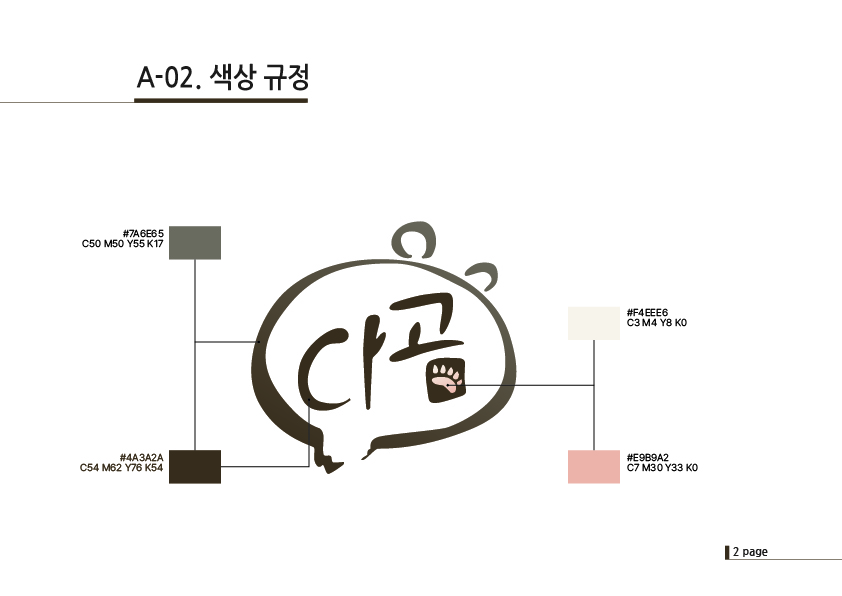 A-02. 색상 규정
#7A6E65
C50 M50 Y55 K17
다곰
#F4EEE6
C3 M4 Y8 K0
#4A3A2A
C54 M62 Y76 K54
#E9B9A2
C7 M30 Y33 K0
2 page